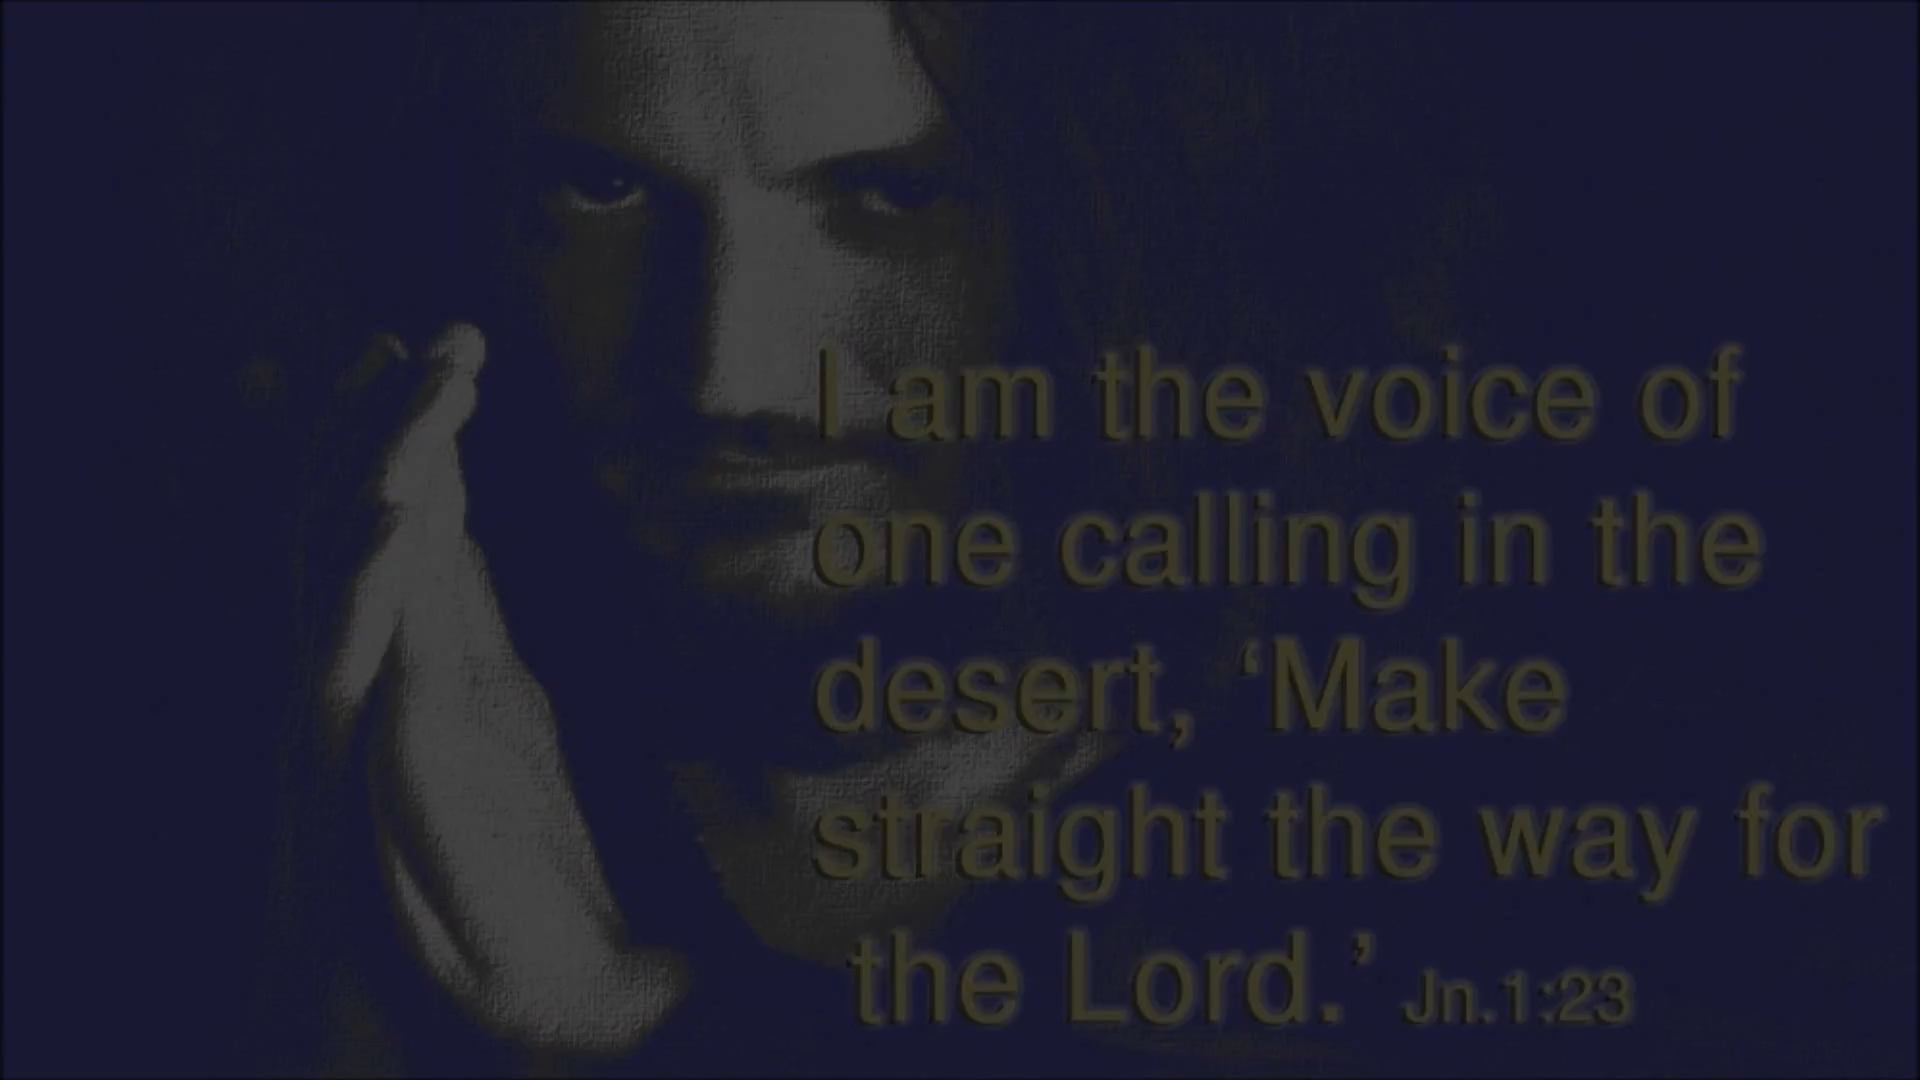 I am the voice of
one calling in the
desert, ‘Make
straight the way for
the Lord.’ Jn.1:23